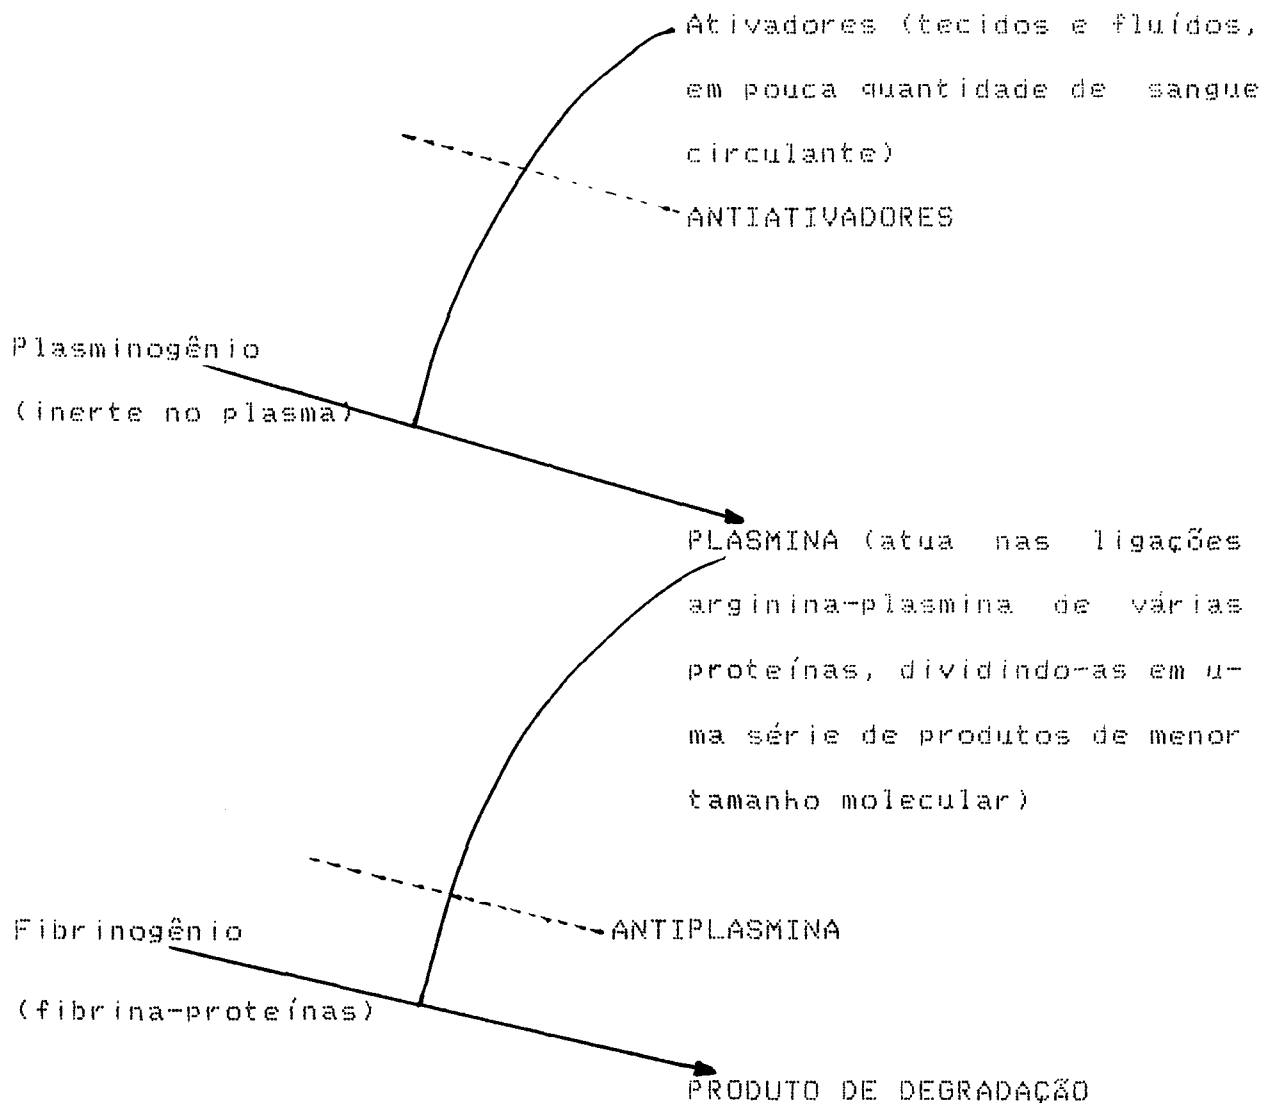 Ativadores (tecidos e fluídos,
em pouca quantidade de sangue
circulante)
ANTIATIVADORES
Plasminogênio
(inerte no plasma)
PLASMINA (atua nas ligações
arginina-plasmina de várias
proteínas, dividindo-as em u-
ma série de produtos de menor
tamanho molecular)
ANTIPLASMINA
Fibrinogênio
(fibrina-proteínas)
PRODUTO DE DEGRADAÇÃO